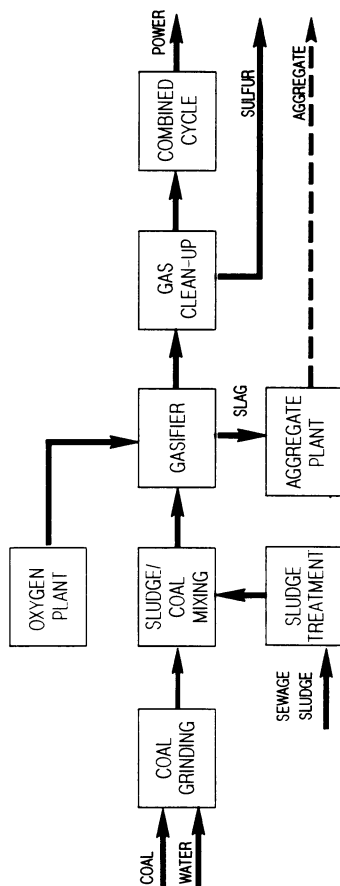 COAL
WATER
COAL
GRINDING
SEWAGE
SLUDGE
SLUDGE
TREATMENT
SLUDGE/
COAL
MIXING
OXYGEN
PLANT
GASIFIER
SLAG
AGGREGATE
PLANT
GAS
CLEAN-UP
COMBINED
CYCLE
POWER
SULFUR
AGGREGATE